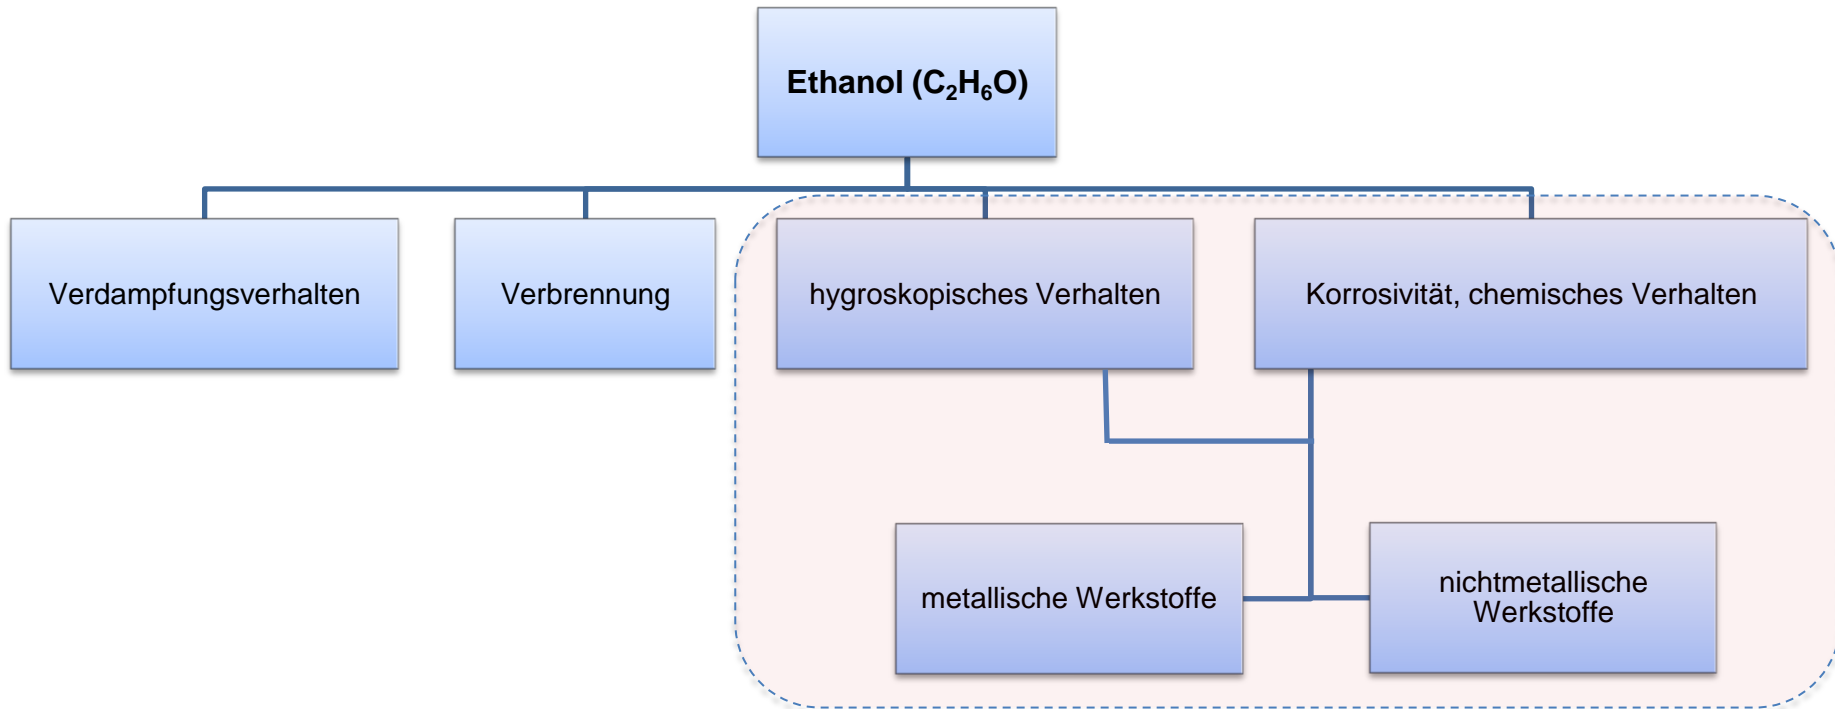 Ethanol (C₂H₆O)
Verdampfungsverhalten
Verbrennung
hygroskopisches Verhalten
Korrosivität, chemisches Verhalten
metallische Werkstoffe
nichtmetallische
Werkstoffe